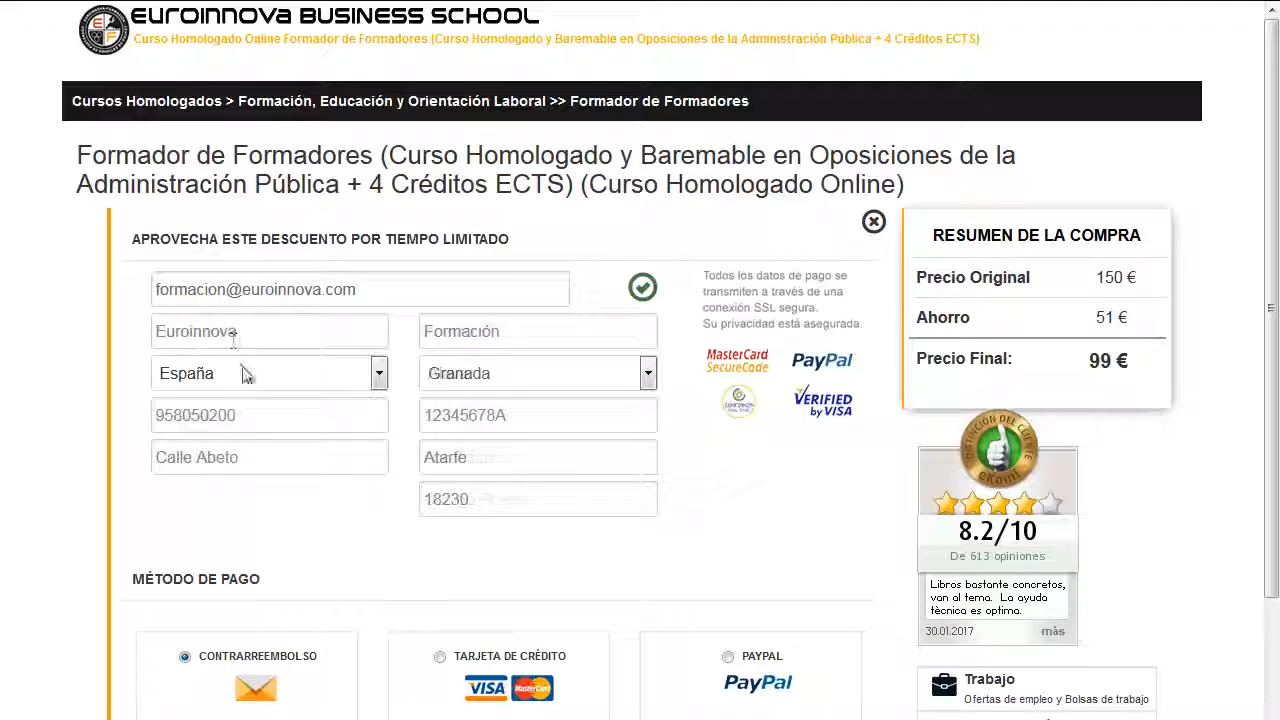 EUROINNOVA BUSINESS SCHOOL
Curso Homologado Online Formador de Formadores (Curso Homologado y Baremable en Oposiciones de la Administración Pública + 4 Créditos ECTS)
Cursos Homologados > Formación, Educación y Orientación Laboral >> Formador de Formadores
Formador de Formadores (Curso Homologado y Baremable en Oposiciones de la
Administración Pública + 4 Créditos ECTS) (Curso Homologado Online)
APROVECHA ESTE DESCUENTO POR TIEMPO LIMITADO
formacion@euroinnova.com
Euroinnova
Formación
España
Granada
958050200
12345678A
Calle Abeto
Atarfe
18230
Todos los datos de pago se
transmiten a través de una
conexión SSL segura.
Su privacidad está asegurada.
MasterCard
SecureCode
PayPal
VERIFIED
by VISA
MÉTODO DE PAGO
CONTRARREEMBOLSO
TARJETA DE CRÉDITO
VISA
MasterCard
PAYPAL
PayPal
RESUMEN DE LA COMPRA
Precio Original 150 €
Ahorro 51 €
Precio Final: 99 €
DISTINCIÓN DEL CLIENTE
eKomi
8.2/10
De 613 opiniones
Libros bastante concretos,
van al tema. La ayuda
tècnica es optima.
30.01.2017 màs
Trabajo
Ofertas de empleo y Bolsas de trabajo